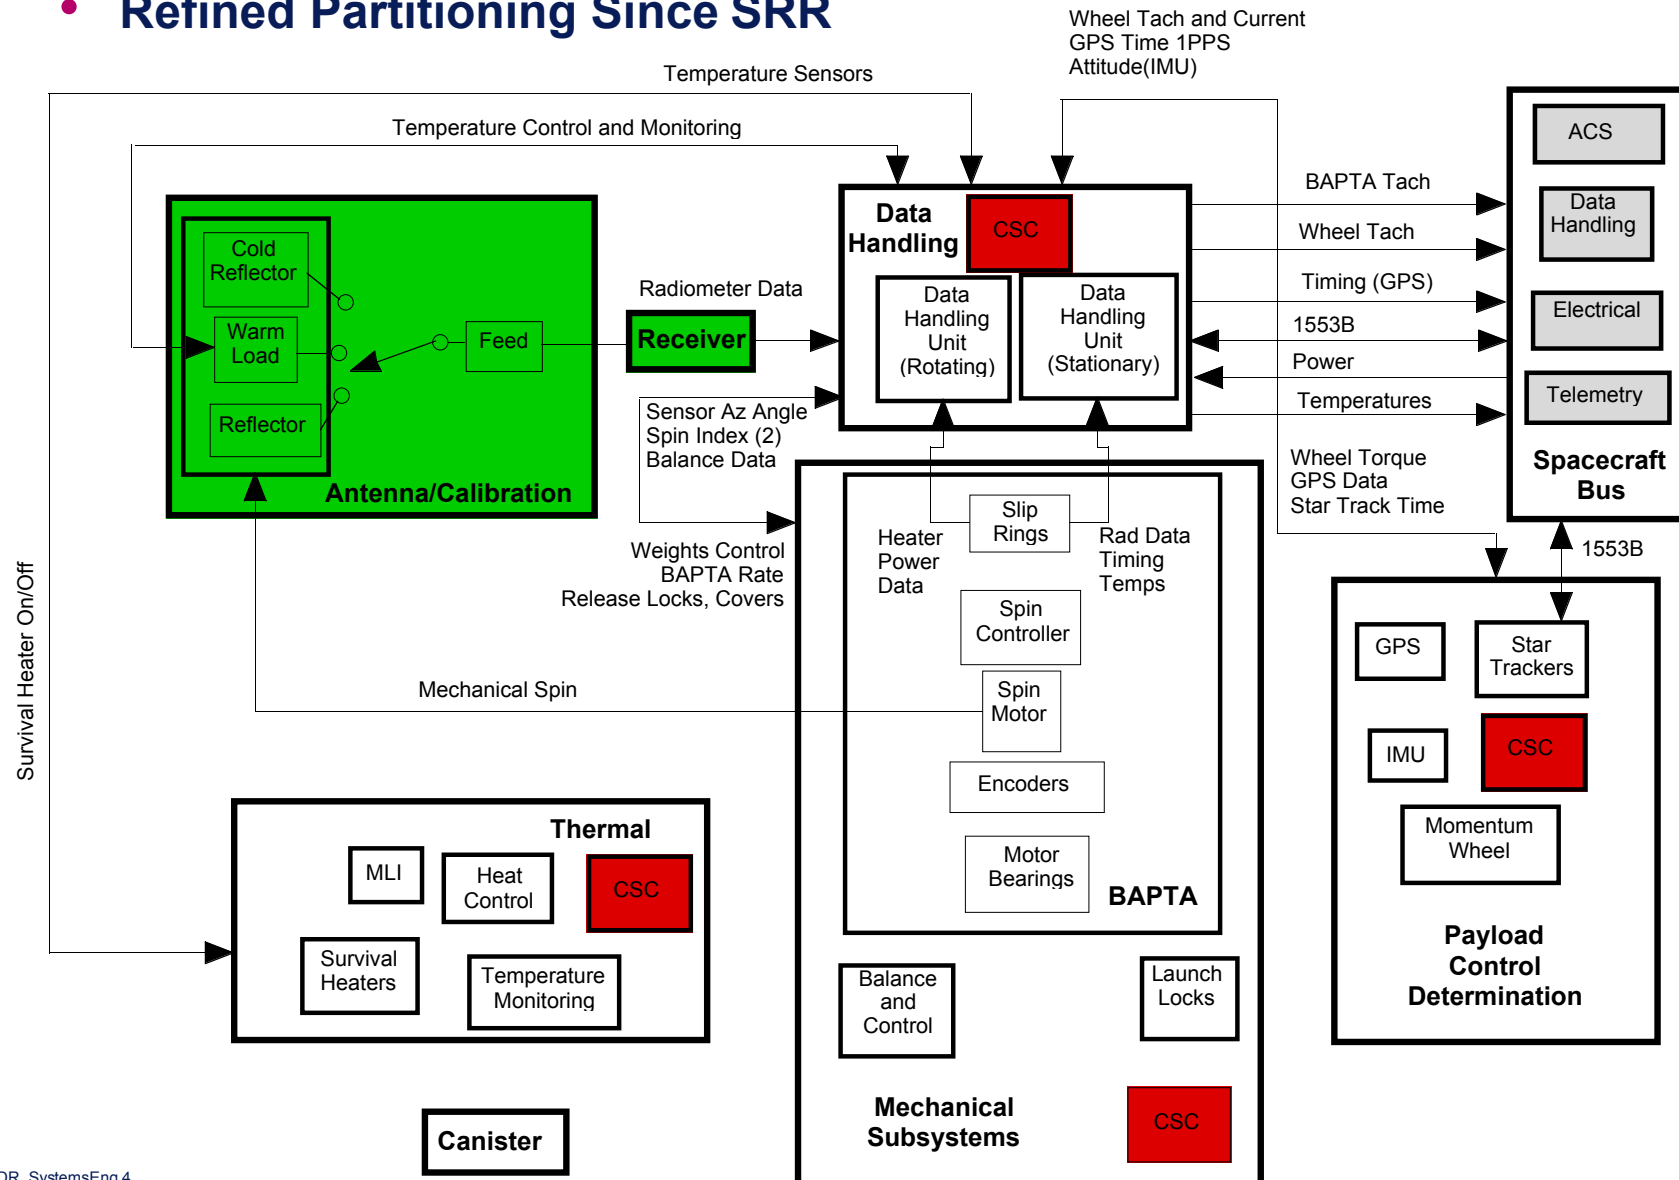 • Refined Partitioning Since SRR
Wheel Tach and Current
GPS Time 1PPS
Attitude(IMU)
Temperature Sensors
Temperature Control and Monitoring
ACS
Data
Handling
Electrical
Telemetry
Spacecraft
Bus
BAPTA Tach
Wheel Tach
Timing (GPS)
1553B
Power
Temperatures
Data
Handling
CSC
Data
Handling
Unit
(Rotating)
Data
Handling
Unit
(Stationary)
Cold
Reflector
Warm
Load
Reflector
Feed
Antenna/Calibration
Radiometer Data
Receiver
Sensor Az Angle
Spin Index (2)
Balance Data
Weights Control
BAPTA Rate
Release Locks, Covers
Wheel Torque
GPS Data
Star Track Time
1553B
Slip
Rings
Heater
Power
Data
Rad Data
Timing
Temps
Spin
Controller
Spin
Motor
Encoders
Motor
Bearings
BAPTA
Mechanical Spin
Survival Heater On/Off
GPS
Star
Trackers
IMU
CSC
Momentum
Wheel
Payload
Control
Determination
Thermal
MLI
Heat
Control
CSC
Survival
Heaters
Temperature
Monitoring
Balance
and
Control
Launch
Locks
Mechanical
Subsystems
CSC
Canister
DR_SystemsEng 4